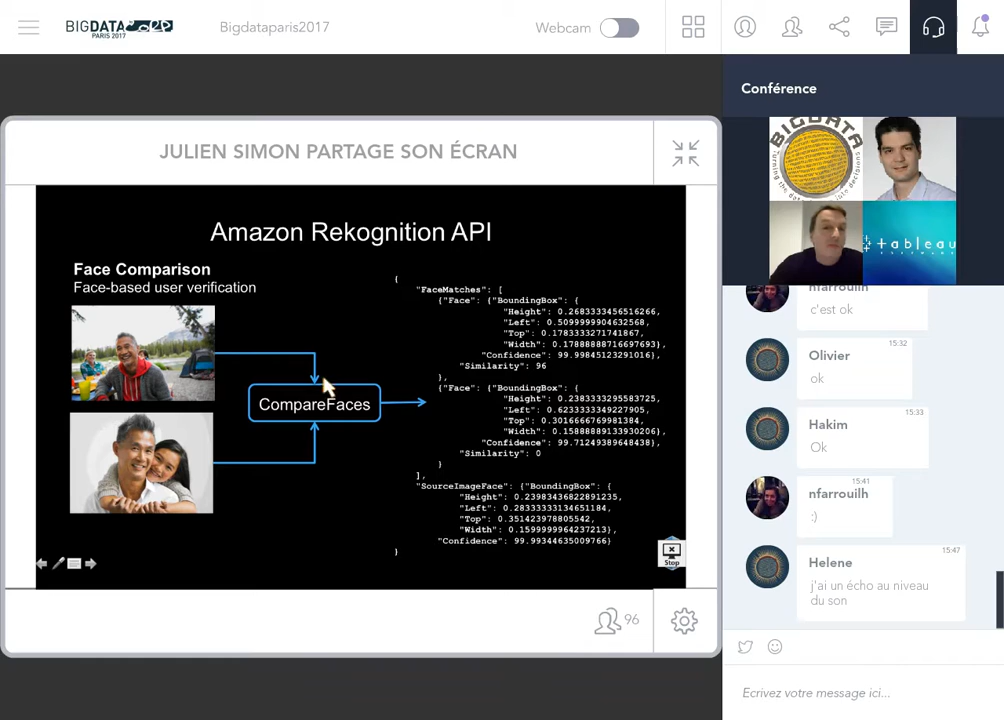 BIGDATA
PARIS 2017
Bigdataparis2017
Webcam
JULIEN SIMON PARTAGE SON ÉCRAN
Amazon Rekognition API
Face Comparison
Face-based user verification
CompareFaces
{
"FaceMatches": [
{"Face": {"BoundingBox": {
"Height": 0.2683333456516266,
"Left": 0.5099999904632568,
"Top": 0.1783333271741867,
"Width": 0.17888888716697693},
"Confidence": 99.99845123291016},
"Similarity": 96
},
{"Face": {"BoundingBox": {
"Height": 0.2383333295583725,
"Left": 0.6233333349227905,
"Top": 0.3016666769981384,
"Width": 0.15888889133930206},
"Confidence": 99.71249389648438},
"Similarity": 0
}
],
"SourceImageFace": {"BoundingBox": {
"Height": 0.23983436822891235,
"Left": 0.28333333134651184,
"Top": 0.351423978805542,
"Width": 0.1599999964237213},
"Confidence": 99.99344635009766}
}
Stop
96
Conférence
BIGDATA
+ableau
SOFTWARE
nfarrouilh
c'est ok
15:32
Olivier
ok
15:33
Hakim
Ok
15:41
nfarrouilh
:)
15:47
Helene
j'ai un écho au niveau
du son
Ecrivez votre message ici...